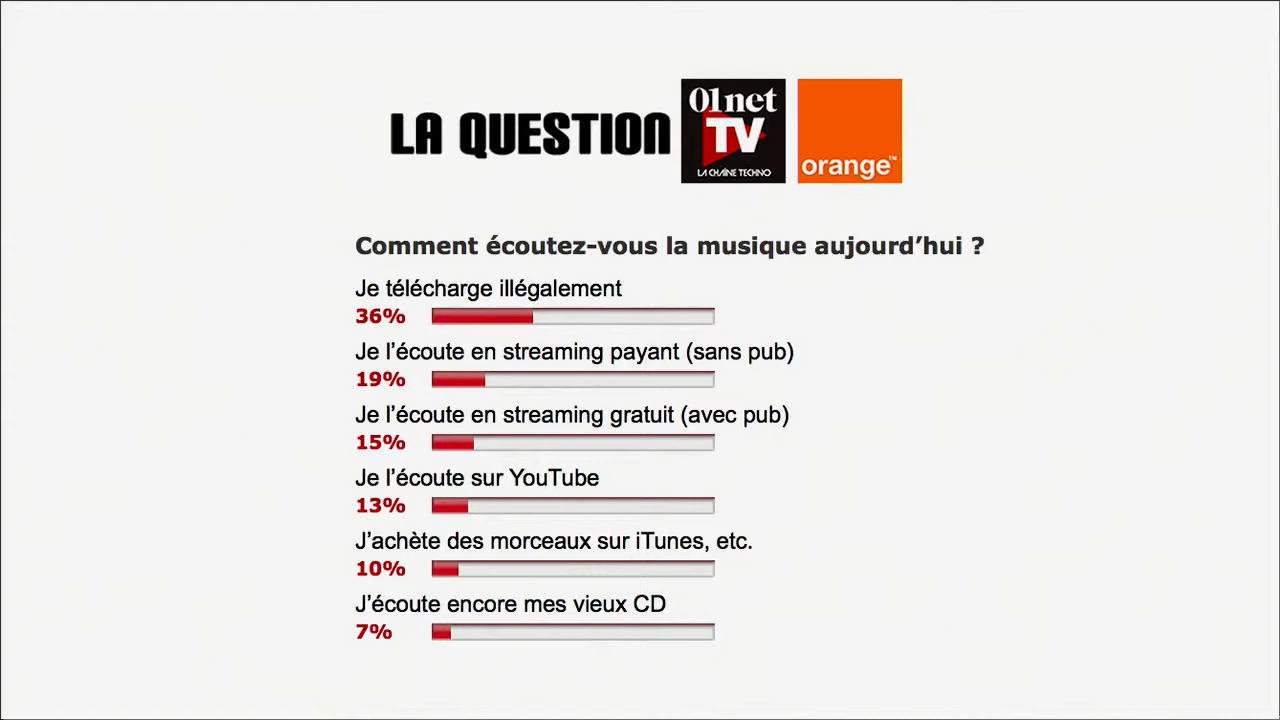 LA QUESTION
01net
TV
LA CHAÎNE TECHNO
orange™
Comment écoutez-vous la musique aujourd’hui ?
Je télécharge illégalement
36%
Je l’écoute en streaming payant (sans pub)
19%
Je l’écoute en streaming gratuit (avec pub)
15%
Je l’écoute sur YouTube
13%
J’achète des morceaux sur iTunes, etc.
10%
J’écoute encore mes vieux CD
7%